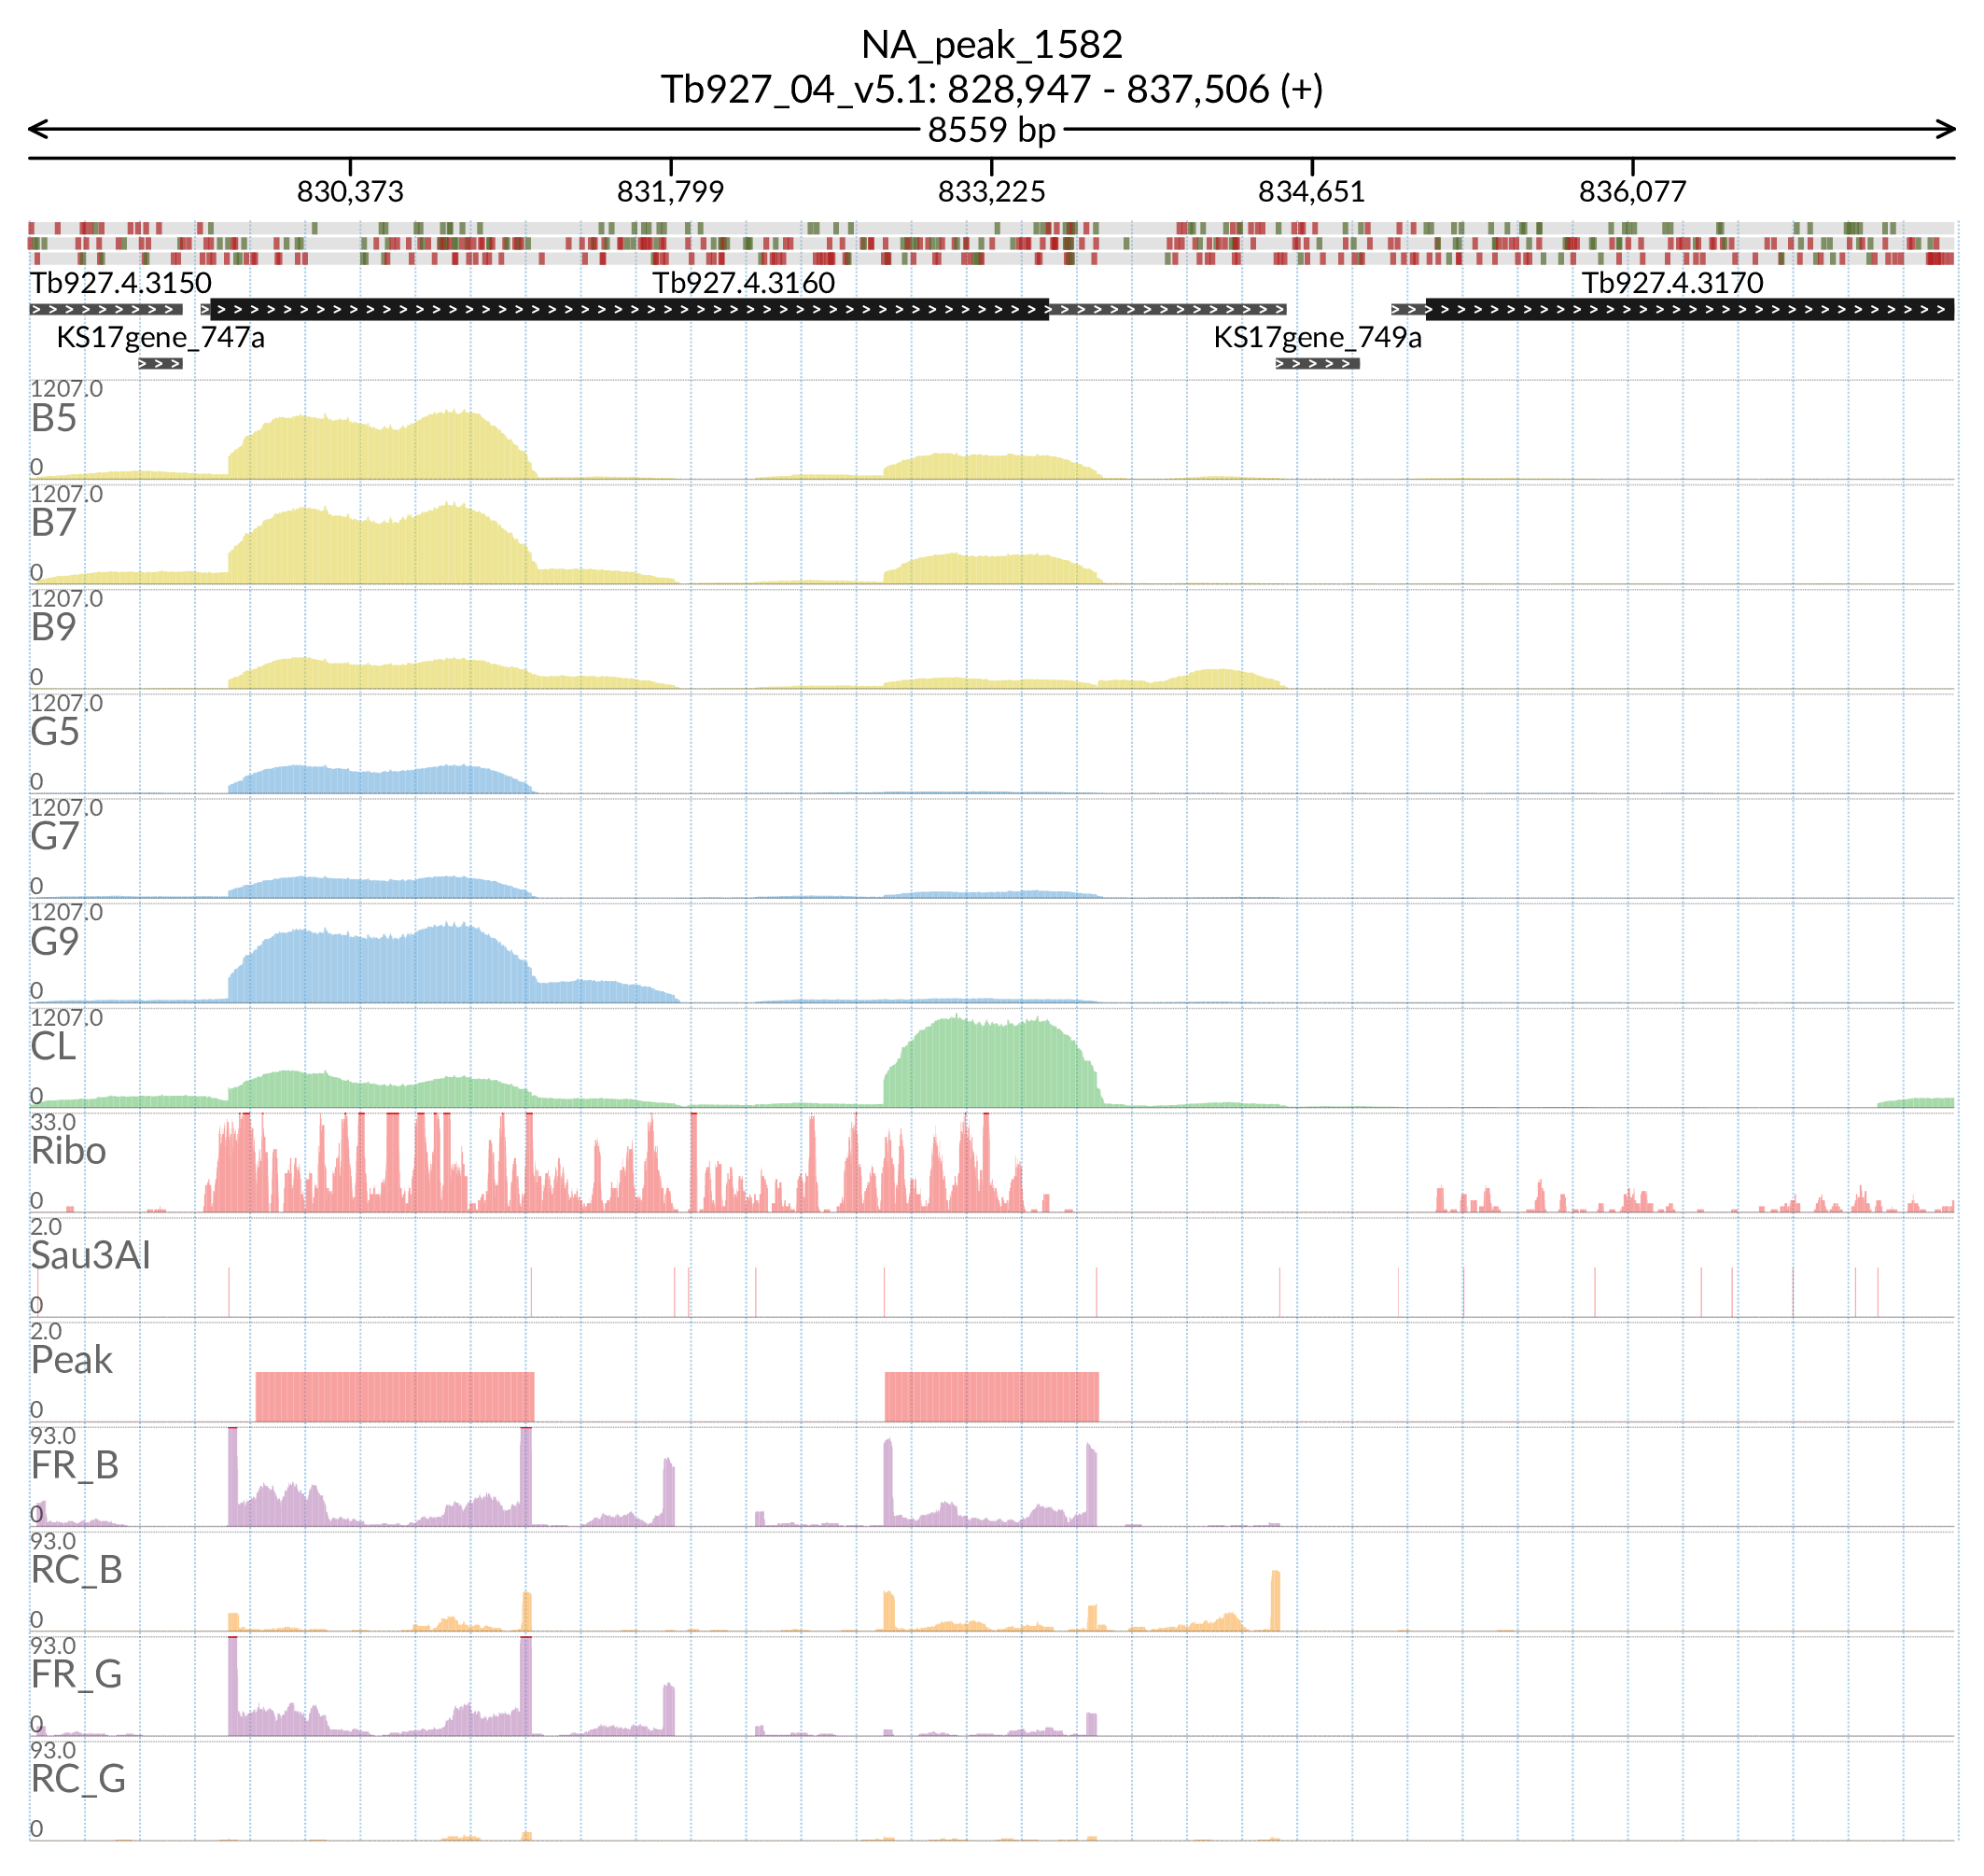 NA_peak_1582
Tb927_04_v5.1: 828,947 - 837,506 (+)
8559 bp
830,373 831,799 833,225 834,651 836,077
Tb927.4.3150 Tb927.4.3160 Tb927.4.3170
KS17gene_747a KS17gene_749a
1207.0
B5
0
1207.0
B7
0
1207.0
B9
0
1207.0
G5
0
1207.0
G7
0
1207.0
G9
0
1207.0
CL
0
33.0
Ribo
0
2.0
Sau3AI
0
2.0
Peak
0
93.0
FR_B
0
93.0
RC_B
0
93.0
FR_G
0
93.0
RC_G
0